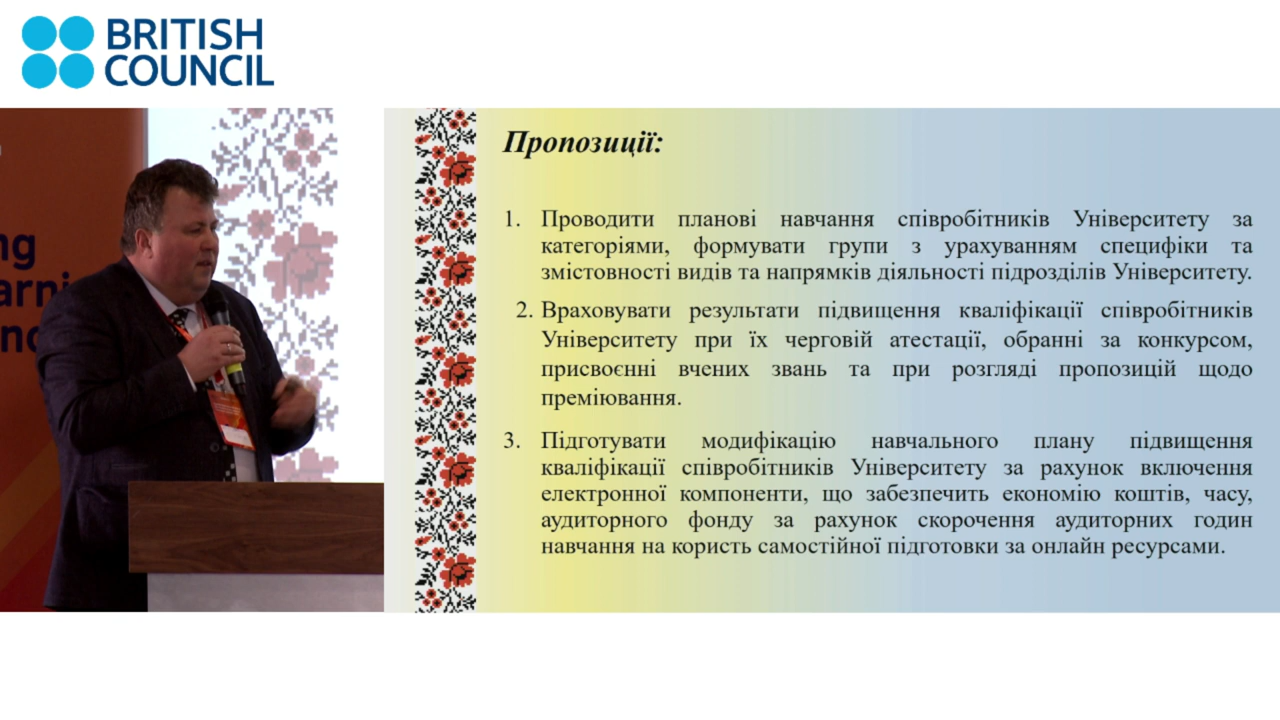 BRITISH
COUNCIL
Пропозиції:
1. Проводити планові навчання співробітників Університету за
категоріями, формувати групи з урахуванням специфіки та
змістовності видів та напрямків діяльності підрозділів Університету.
2. Враховувати результати підвищення кваліфікації співробітників
Університету при їх черговій атестації, обранні за конкурсом,
присвоєнні вчених звань та при розгляді пропозицій щодо
преміювання.
3. Підготувати модифікацію навчального плану підвищення
кваліфікації співробітників Університету за рахунок включення
електронної компоненти, що забезпечить економію коштів, часу,
аудиторного фонду за рахунок скорочення аудиторних годин
навчання на користь самостійної підготовки за онлайн ресурсами.